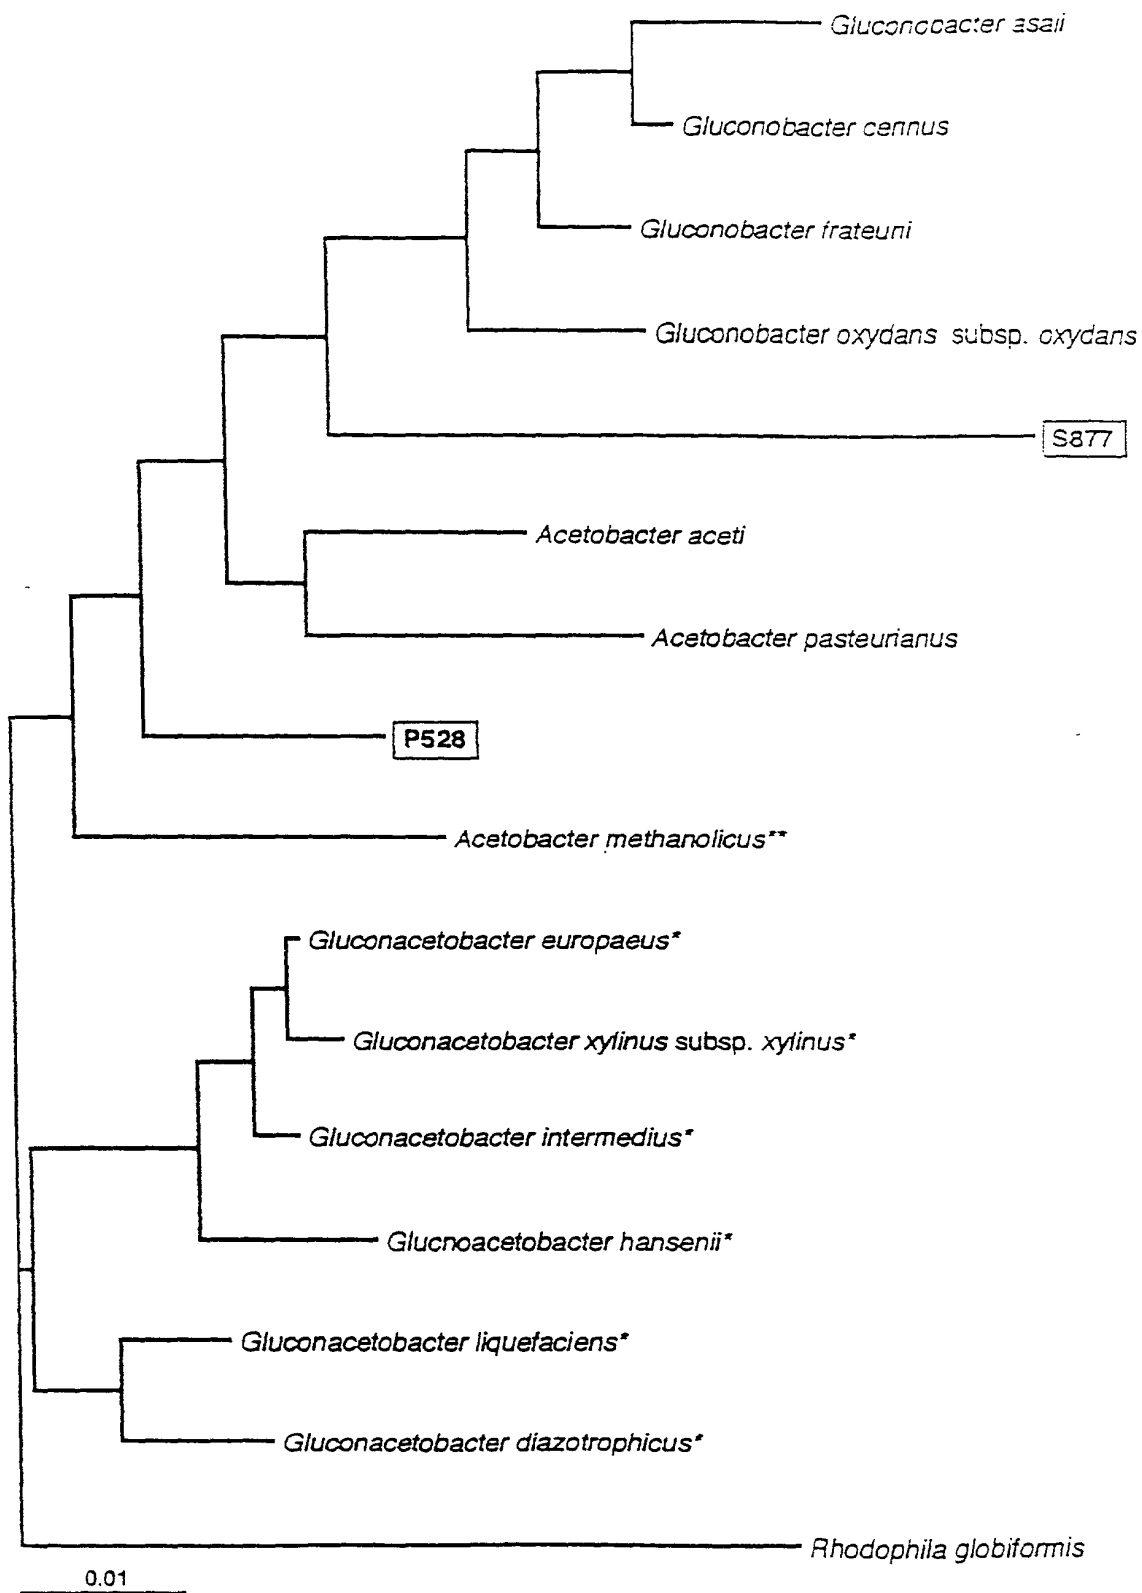 Gluconobacter asaii
Gluconobacter cerinus
Gluconobacter frateurii
Gluconobacter oxydans subsp. oxydans
S877
Acetobacter aceti
Acetobacter pasteurianus
P528
Acetobacter methanolicus**
Gluconacetobacter europaeus*
Gluconacetobacter xylinus subsp. xylinus*
Gluconacetobacter intermedius*
Glucnoacetobacter hansenii*
Gluconacetobacter liquefaciens*
Gluconacetobacter diazotrophicus*
Rhodophila globiformis
0.01